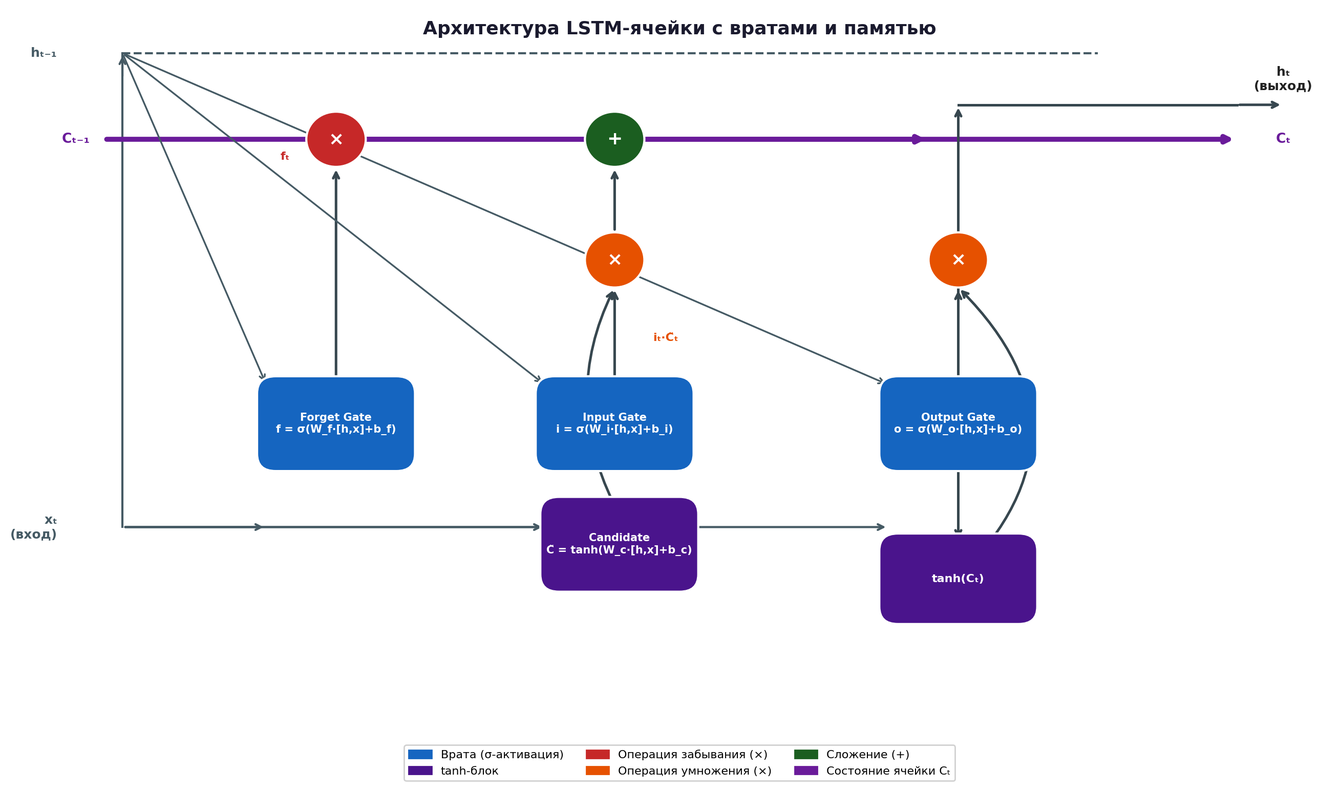 Архитектура LSTM-ячейки с вратами и памятью
hₜ₋₁
hₜ
(выход)
Cₜ₋₁
×
+
Cₜ
fₜ
×
×
iₜ·Cₜ
Forget Gate
f = σ(W_f·[h,x]+b_f)
Input Gate
i = σ(W_i·[h,x]+b_i)
Output Gate
o = σ(W_o·[h,x]+b_o)
xₜ
(вход)
Candidate
C = tanh(W_c·[h,x]+b_c)
tanh(Cₜ)
Врата (σ-активация)
tanh-блок
Операция забывания (×)
Операция умножения (×)
Сложение (+)
Состояние ячейки Cₜ